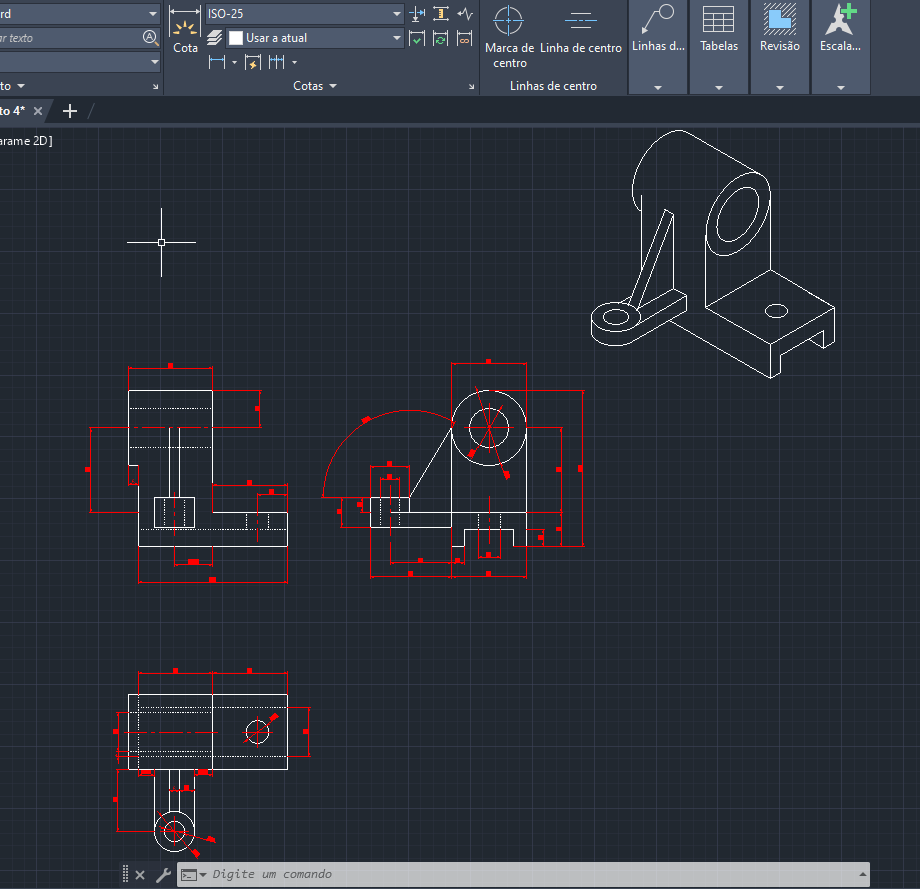 rd
ISO-25
ar texto
Cota
Usar a atual
Marca de centro
Linha de centro
Linhas d...
Tabelas
Revisão
Escala...
to
Cotas
Linhas de centro
to 4*
arame 2D]
Digite um comando